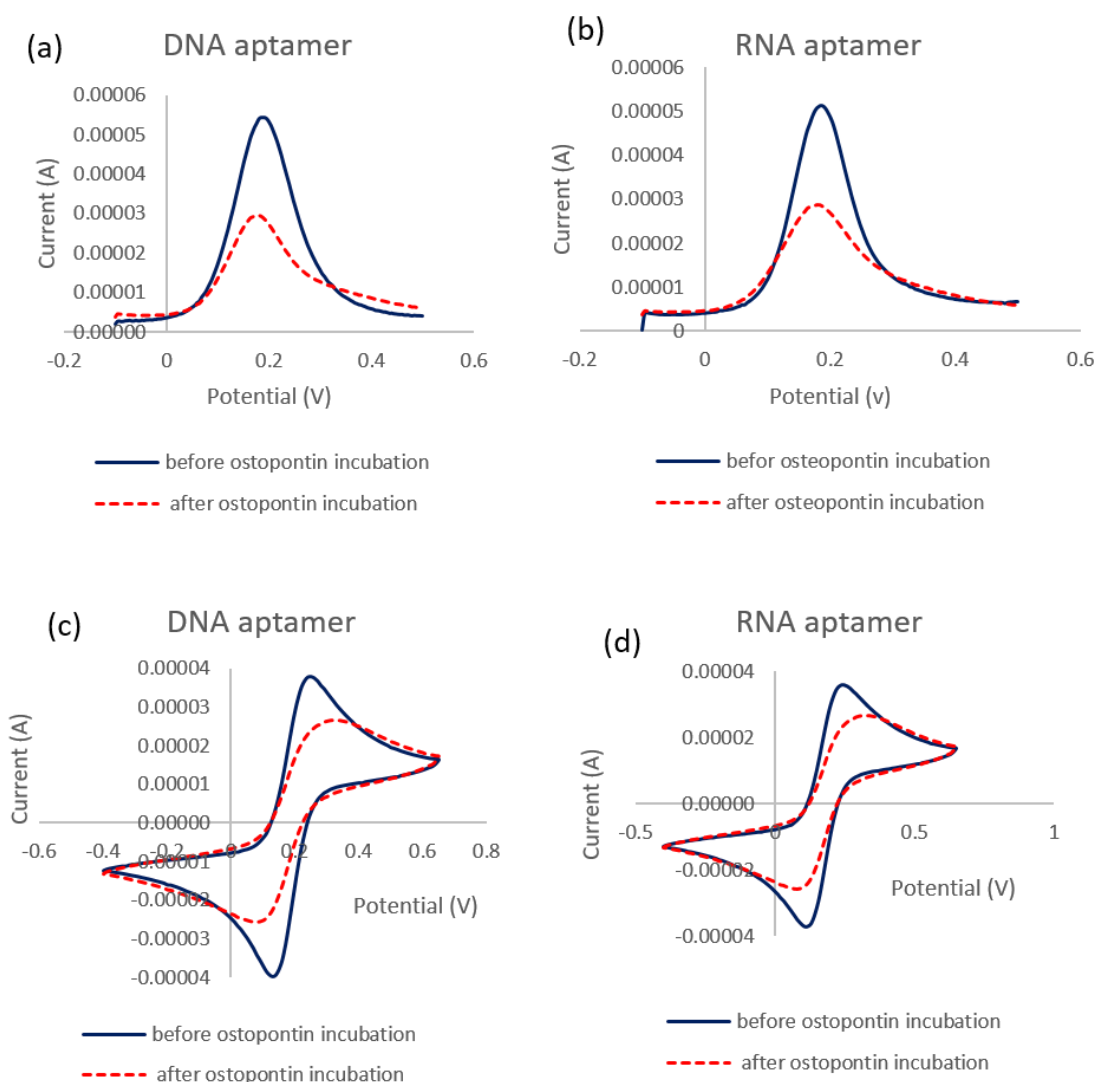 (a)
DNA aptamer
0.00006
0.00005
0.00004
0.00003
0.00002
0.00001
0.00000
-0.2
0
0.2
0.4
0.6
Current (A)
Potential (V)
before ostopontin incubation
after ostopontin incubation
(b)
RNA aptamer
0.00006
0.00005
0.00004
0.00003
0.00002
0.00001
0
-0.2
0
0.2
0.4
0.6
Current (A)
Potential (v)
befor osteopontin incubation
after osteopontin incubation
(c)
DNA aptamer
0.00004
0.00003
0.00002
0.00001
0.00000
-0.00001
-0.00002
-0.00003
-0.00004
-0.6
-0.4
-0.2
0
0.2
0.4
0.6
0.8
Current (A)
Potential (V)
before ostopontin incubation
after ostopontin incubation
(d)
RNA aptamer
0.00004
0.00002
0.00000
-0.00002
-0.00004
-0.5
0
0.5
1
Current (A)
Potential (V)
before ostopontin incubation
after ostopontin incubation